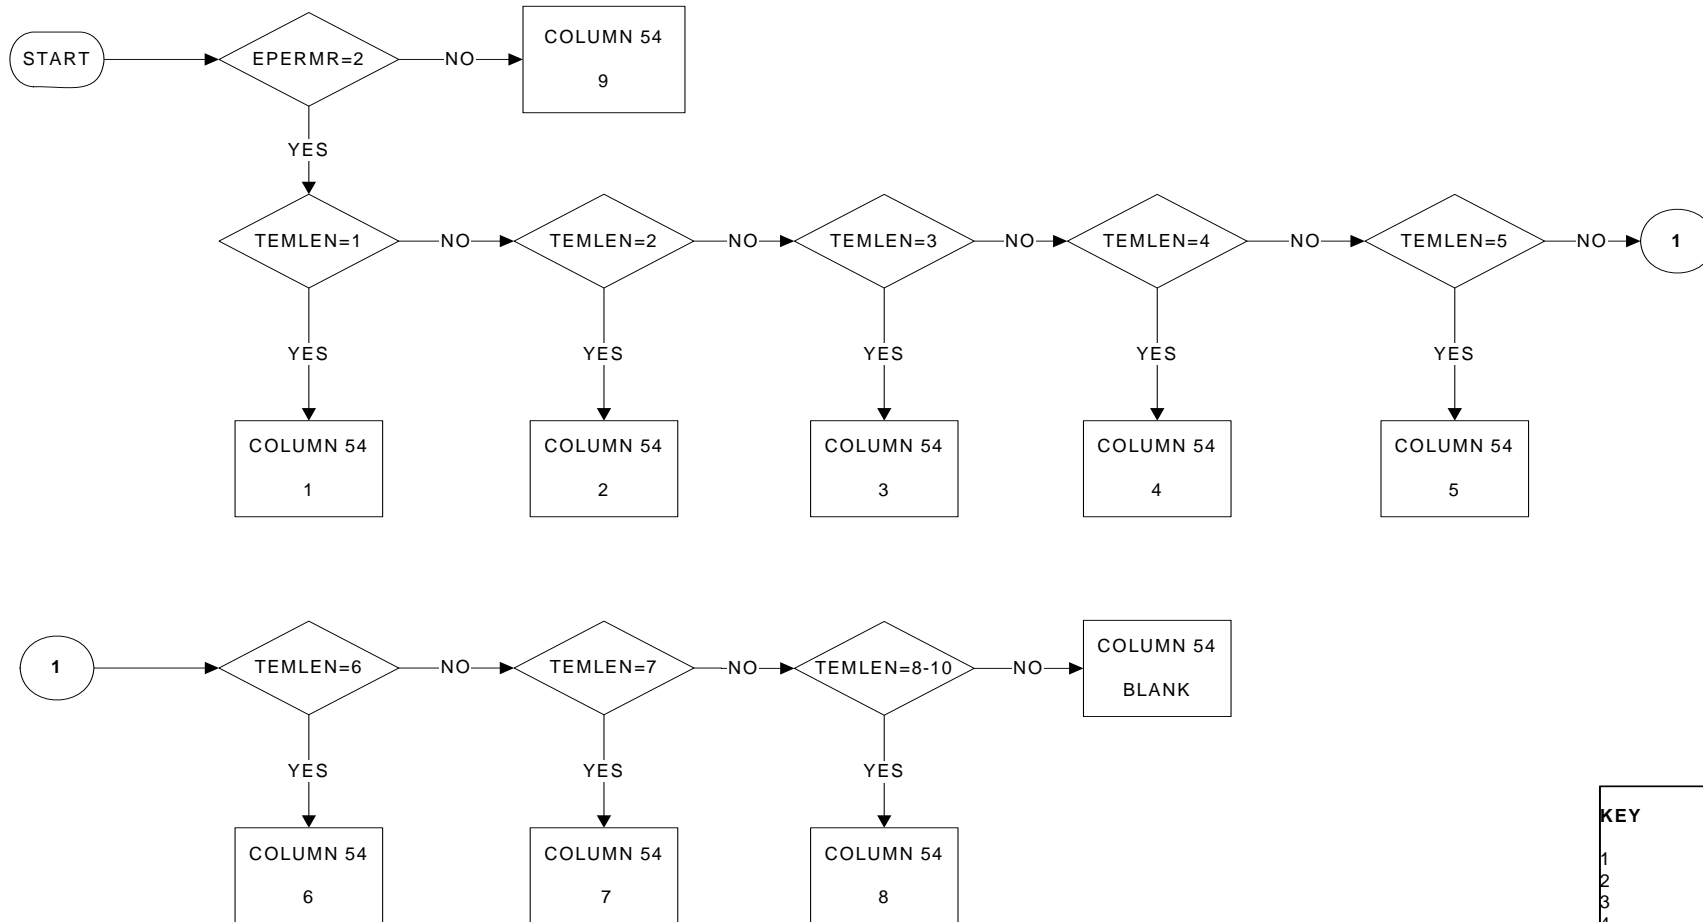 START
EPERMR=2
NO
COLUMN 54
9
YES
TEMLEN=1
NO
TEMLEN=2
NO
TEMLEN=3
NO
TEMLEN=4
NO
TEMLEN=5
NO
1
YES
YES
YES
YES
YES
COLUMN 54
1
COLUMN 54
2
COLUMN 54
3
COLUMN 54
4
COLUMN 54
5
1
TEMLEN=6
NO
TEMLEN=7
NO
TEMLEN=8-10
NO
COLUMN 54
BLANK
YES
YES
YES
COLUMN 54
6
COLUMN 54
7
COLUMN 54
8
KEY
1
2
3
4